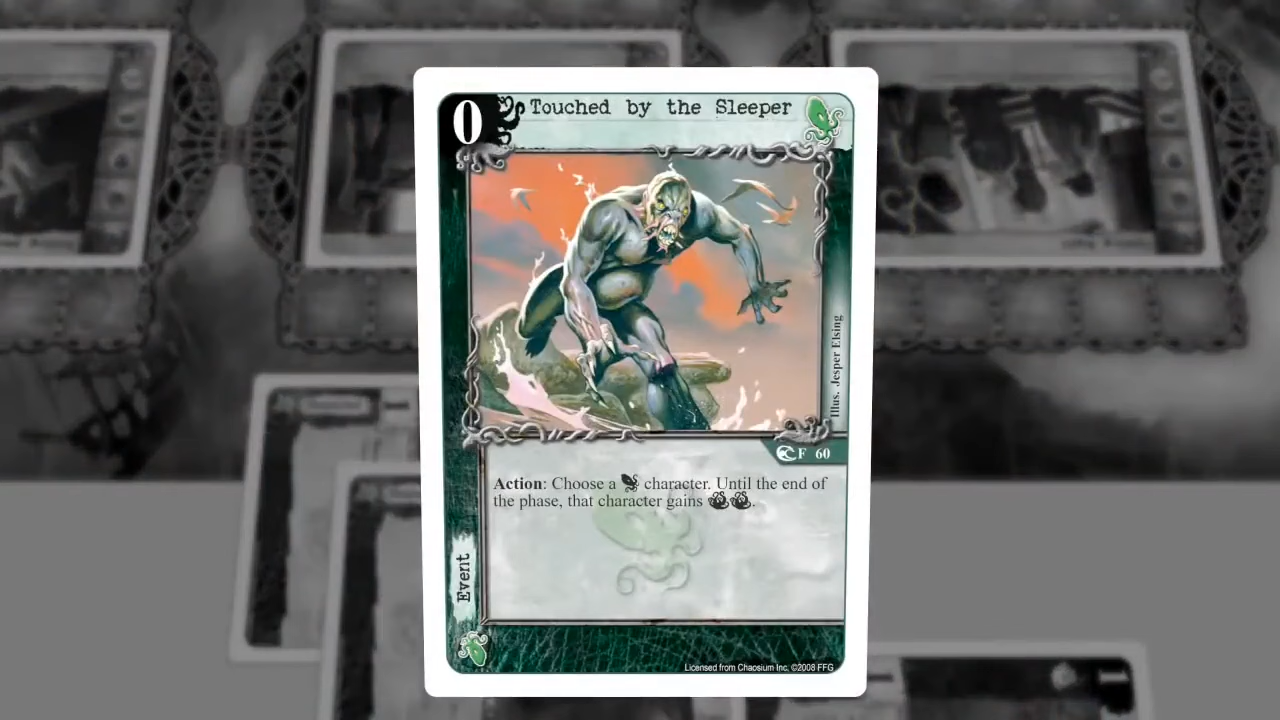 0
Touched by the Sleeper
Illus. Jesper Elsing
F 60
Action: Choose a character. Until the end of
the phase, that character gains .
Event
Licensed from Chaosium Inc. ©2008 FFG